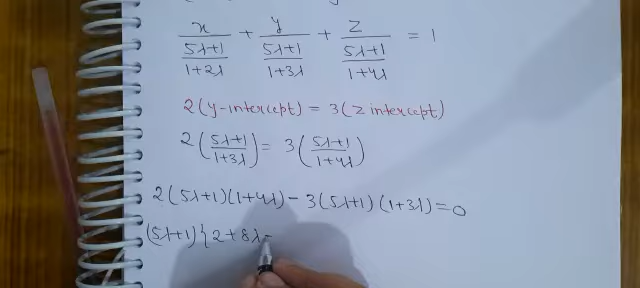 x/((5λ+1)/(1+2λ)) + y/((5λ+1)/(1+3λ)) + z/((5λ+1)/(1+4λ)) = 1
2(y-intercept) = 3(z intercept)
2((5λ+1)/(1+3λ)) = 3((5λ+1)/(1+4λ))
2(5λ+1)(1+4λ) - 3(5λ+1)(1+3λ) = 0
(5λ+1){2+8λ-